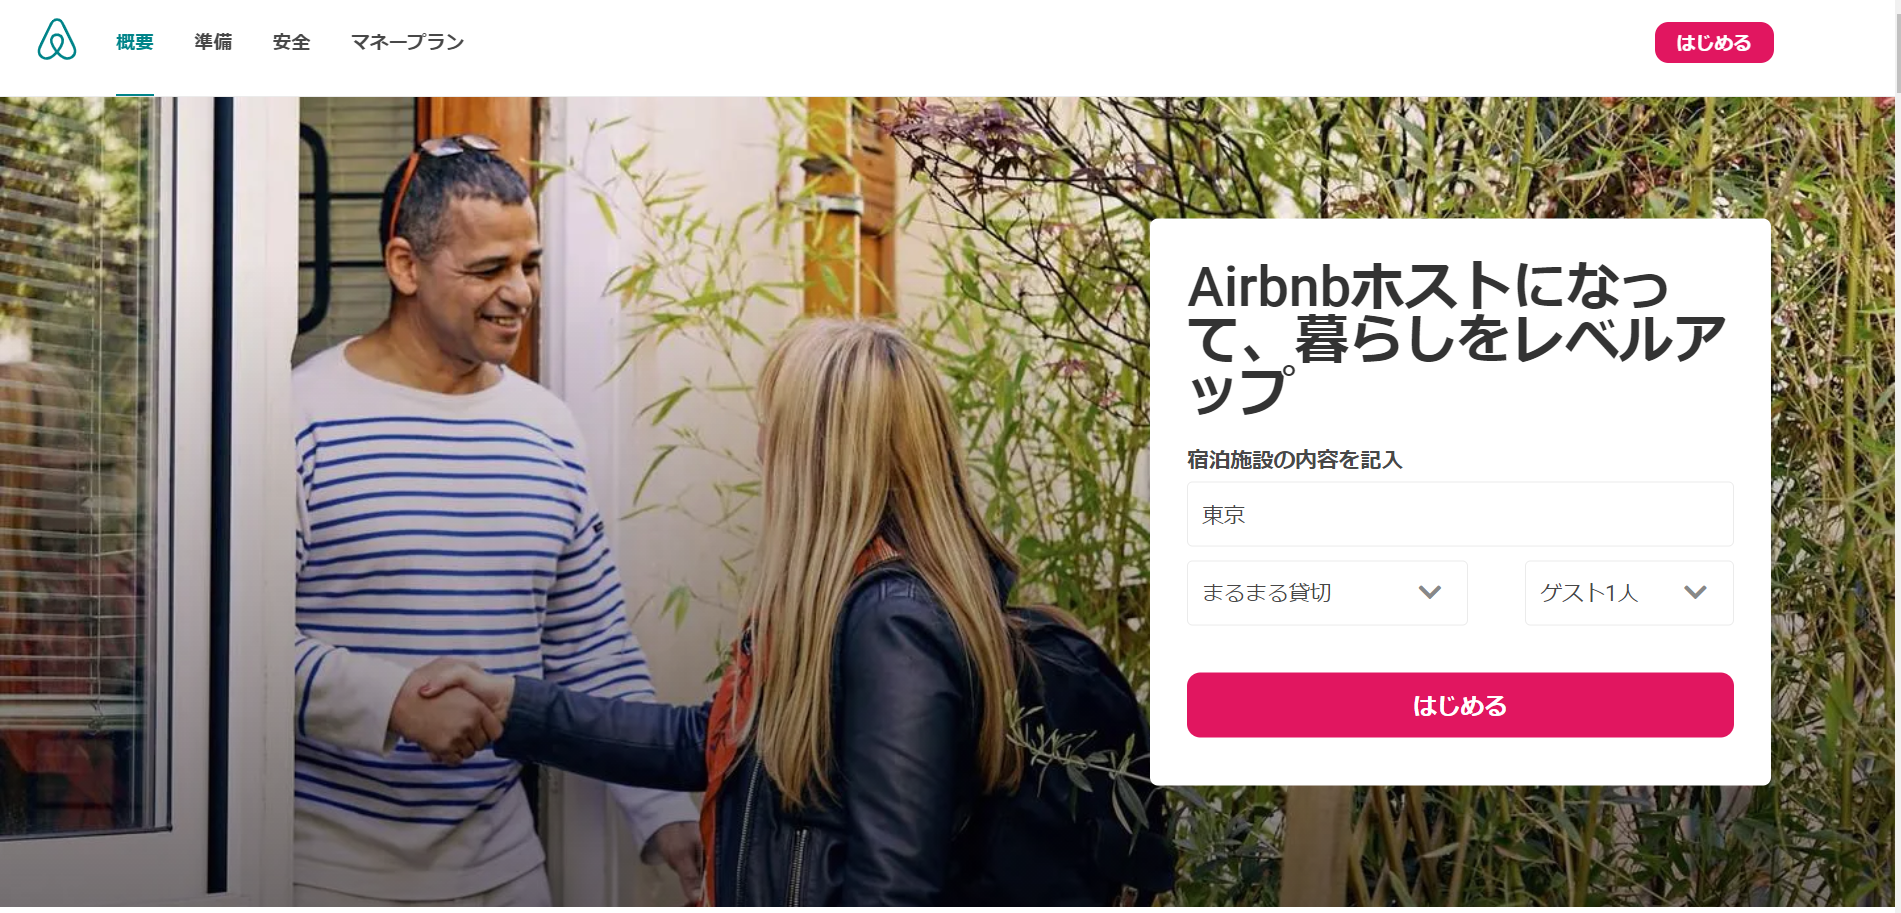 概要 準備 安全 マネープラン はじめる
Airbnbホストになっ
て、暮らしをレベルア
ップ
宿泊施設の内容を記入
東京
まるまる貸切 ゲスト1人
はじめる